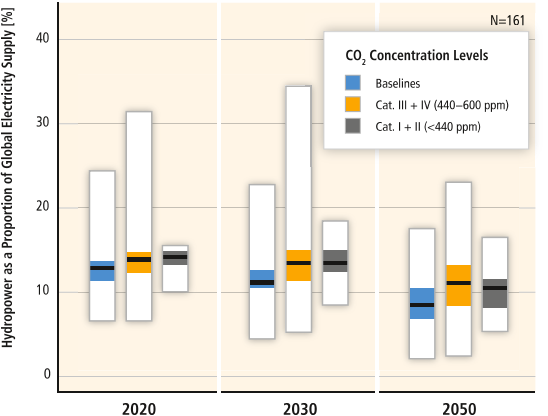 Hydropower as a Proportion of Global Electricity Supply [%]
N=161
40
30
20
10
0
CO2 Concentration Levels
Baselines
Cat. III + IV (440–600 ppm)
Cat. I + II (<440 ppm)
2020
2030
2050